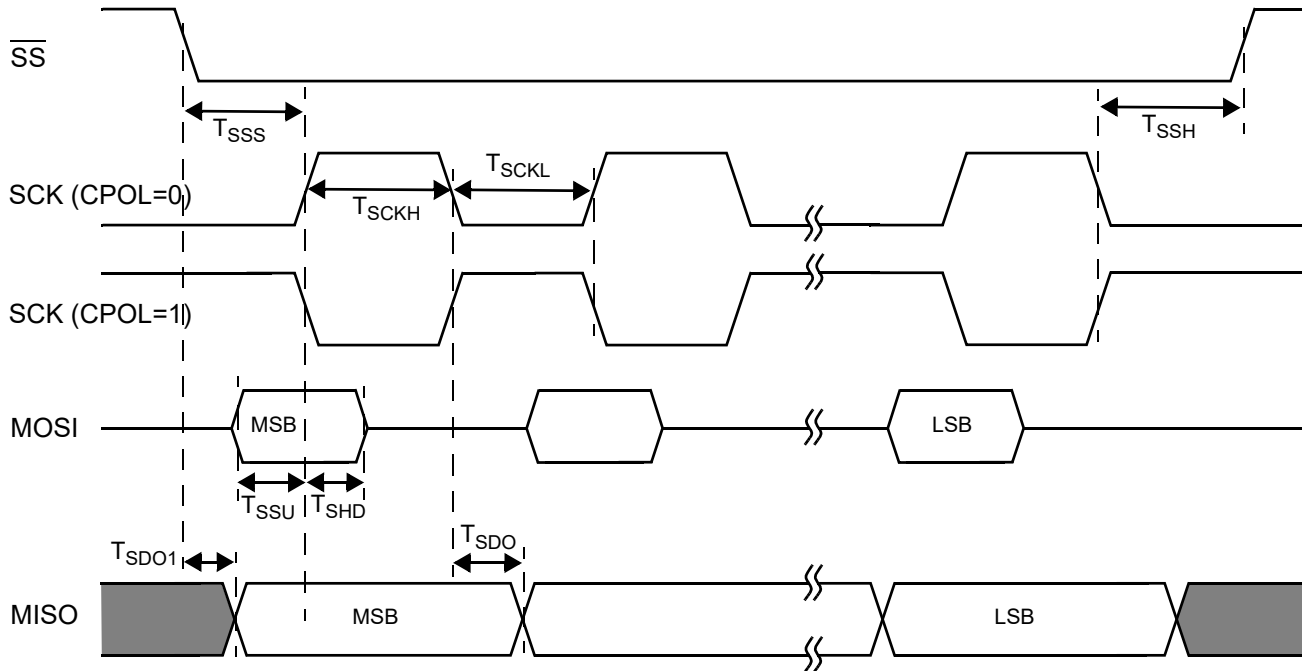 SS
TSSS
TSSH
SCK (CPOL=0)
TSCKH
TSCKL
SCK (CPOL=1)
MOSI
MSB
LSB
TSSU
TSHD
TSDO1
TSDO
MISO
MSB
LSB